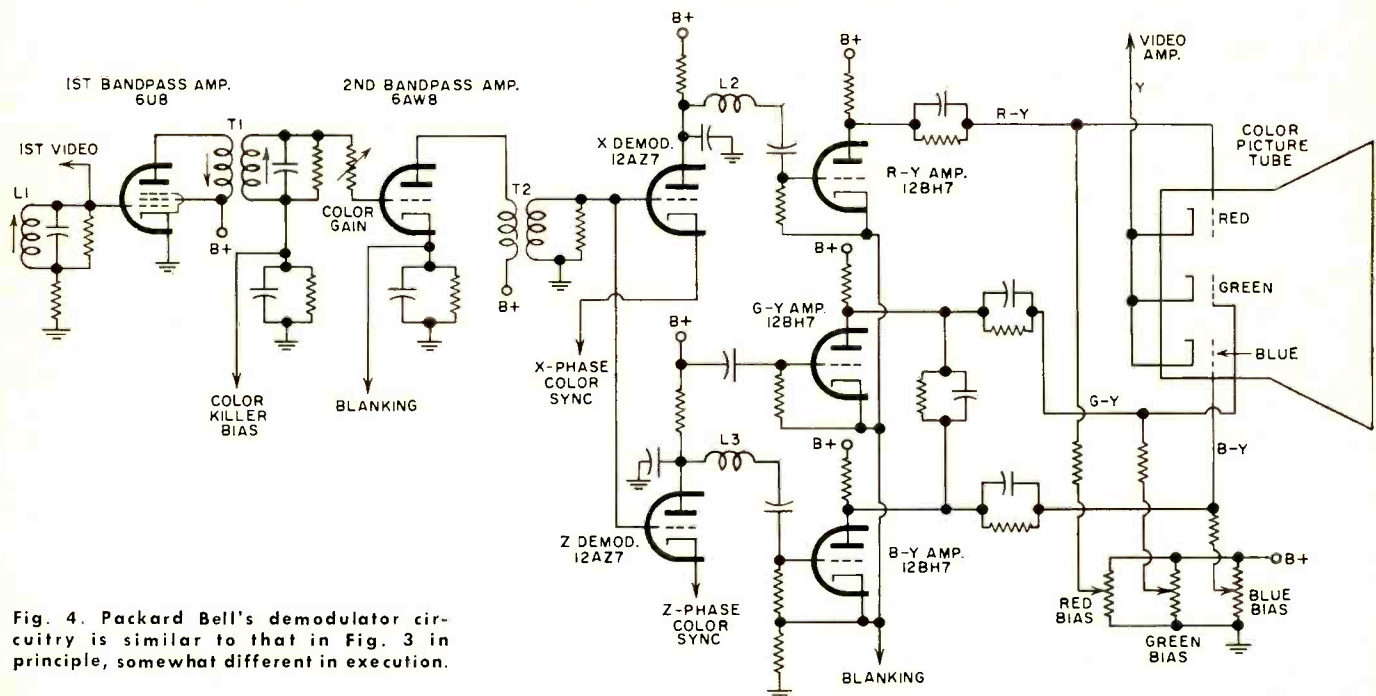 1ST BANDPASS AMP.
6U8
2ND BANDPASS AMP.
6AW8
1ST VIDEO
L1
T1
B+
COLOR
GAIN
COLOR
KILLER
BIAS
BLANKING
T2
B+
B+
X DEMOD.
12AZ7
L2
X-PHASE
COLOR
SYNC
B+
Z DEMOD.
12AZ7
L3
Z-PHASE
COLOR
SYNC
B+
R-Y AMP.
12BH7
B+
G-Y AMP.
12BH7
B+
B-Y AMP.
12BH7
BLANKING
R-Y
G-Y
B-Y
VIDEO
AMP.
Y
COLOR
PICTURE
TUBE
RED
GREEN
BLUE
B+
RED
BIAS
GREEN
BIAS
BLUE
BIAS
Fig. 4. Packard Bell's demodulator cir-
cuitry is similar to that in Fig. 3 in
principle, somewhat different in execution.